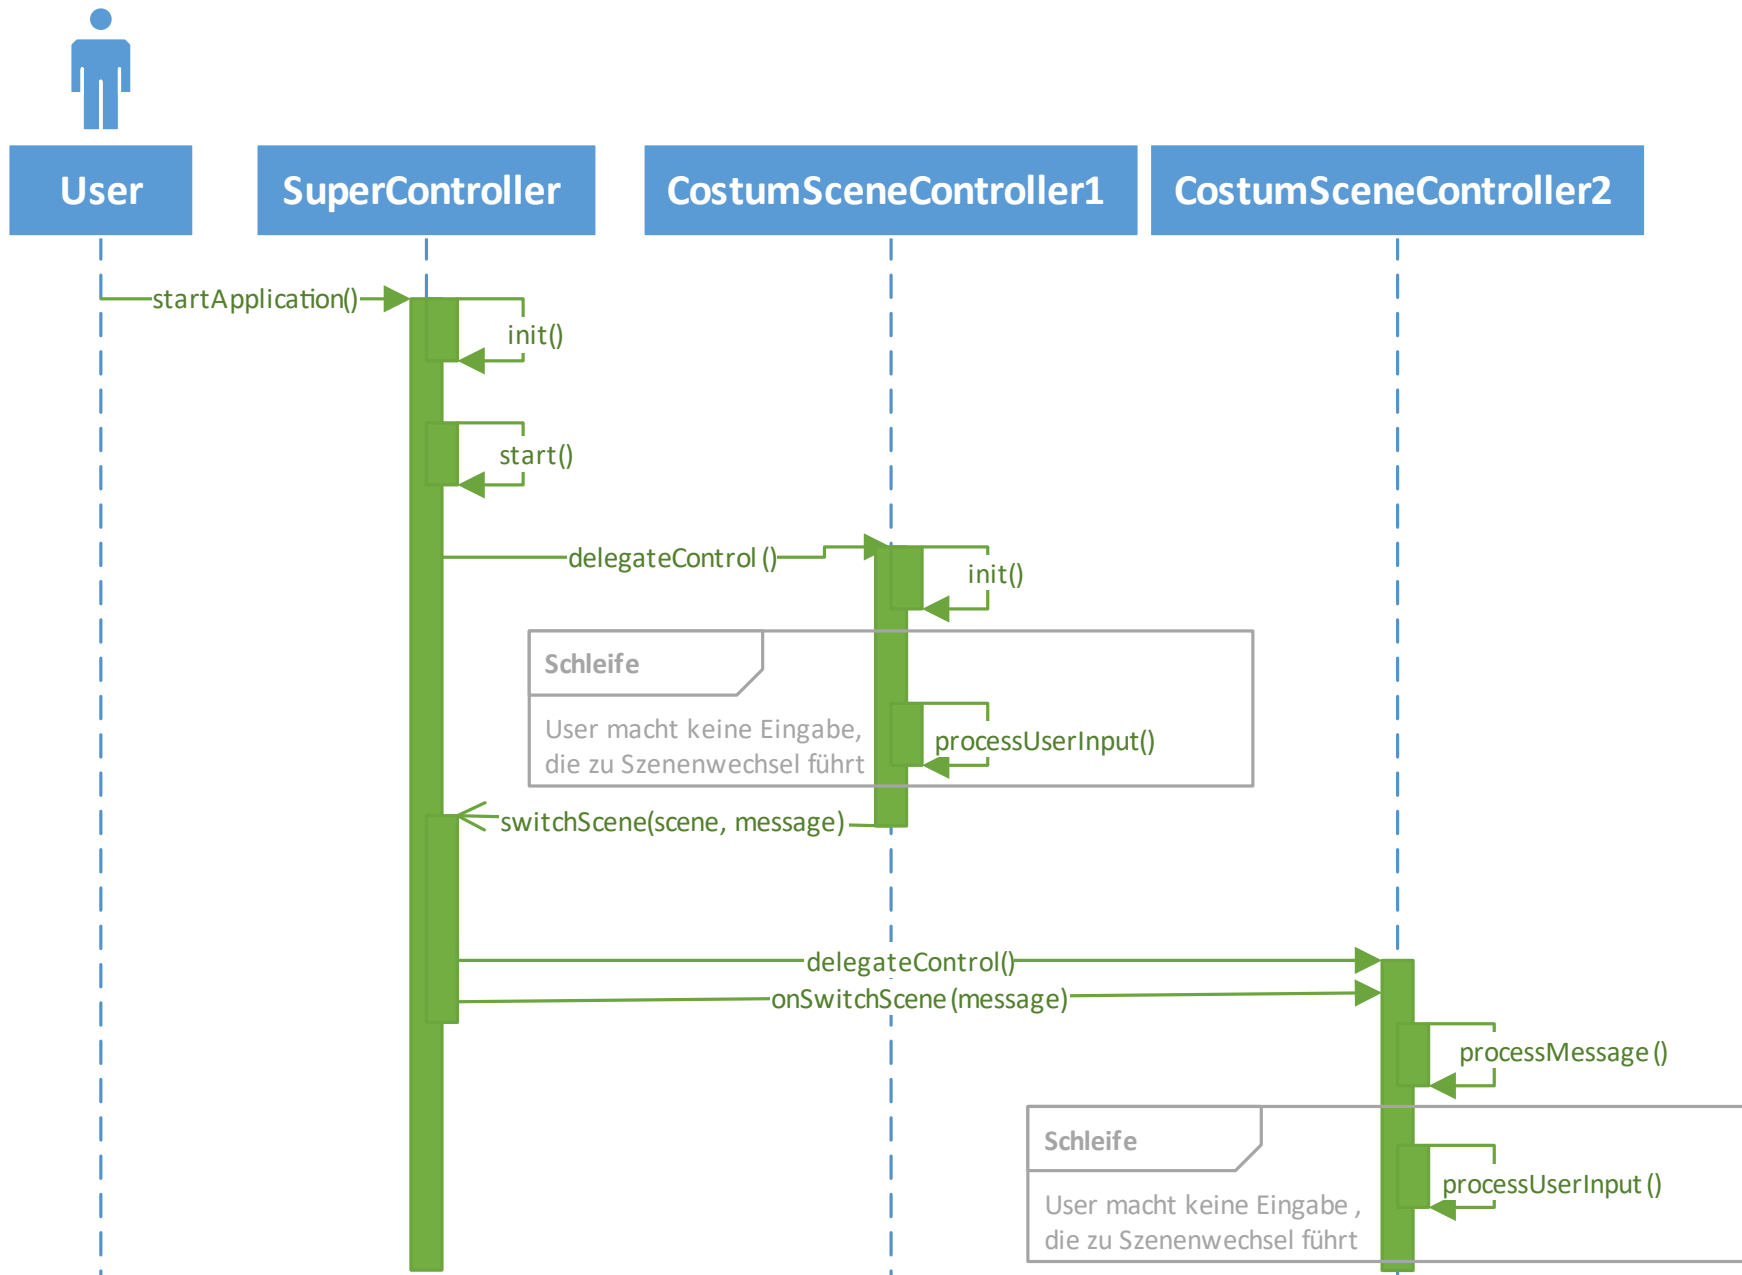 User
SuperController
CostumSceneController1
CostumSceneController2
startApplication()
init()
start()
delegateControl()
init()
Schleife
User macht keine Eingabe,
die zu Szenenwechsel führt
processUserInput()
switchScene(scene, message)
delegateControl()
onSwitchScene(message)
processMessage()
Schleife
User macht keine Eingabe,
die zu Szenenwechsel führt
processUserInput()